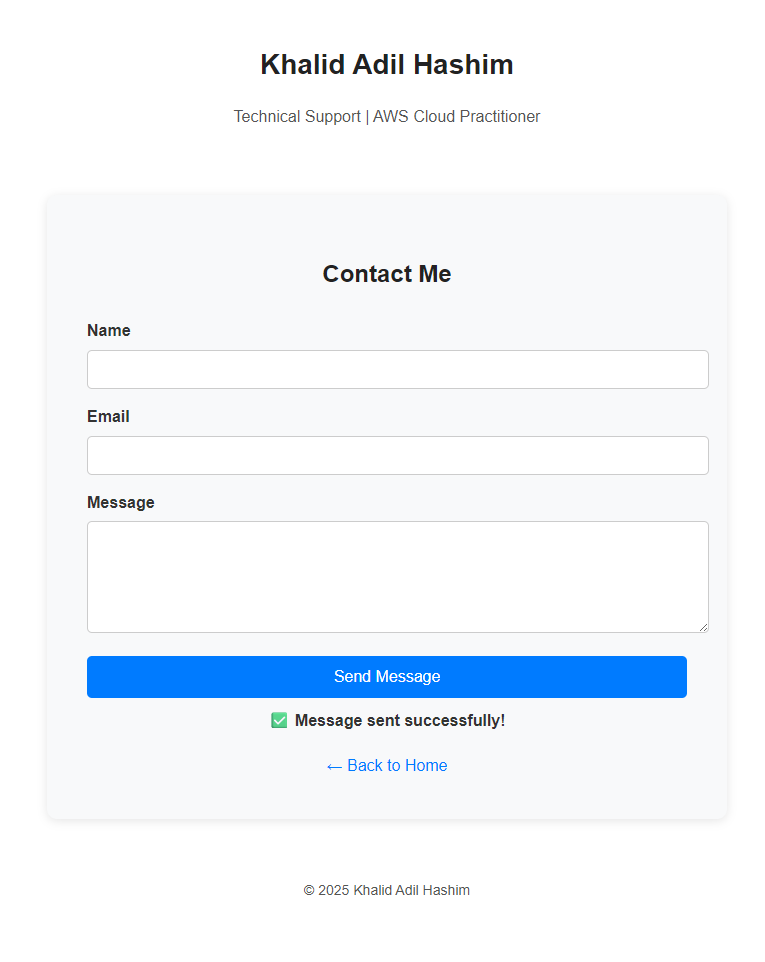 Khalid Adil Hashim
Technical Support | AWS Cloud Practitioner
Contact Me
Name
Email
Message
Send Message
✅ Message sent successfully!
← Back to Home
© 2025 Khalid Adil Hashim